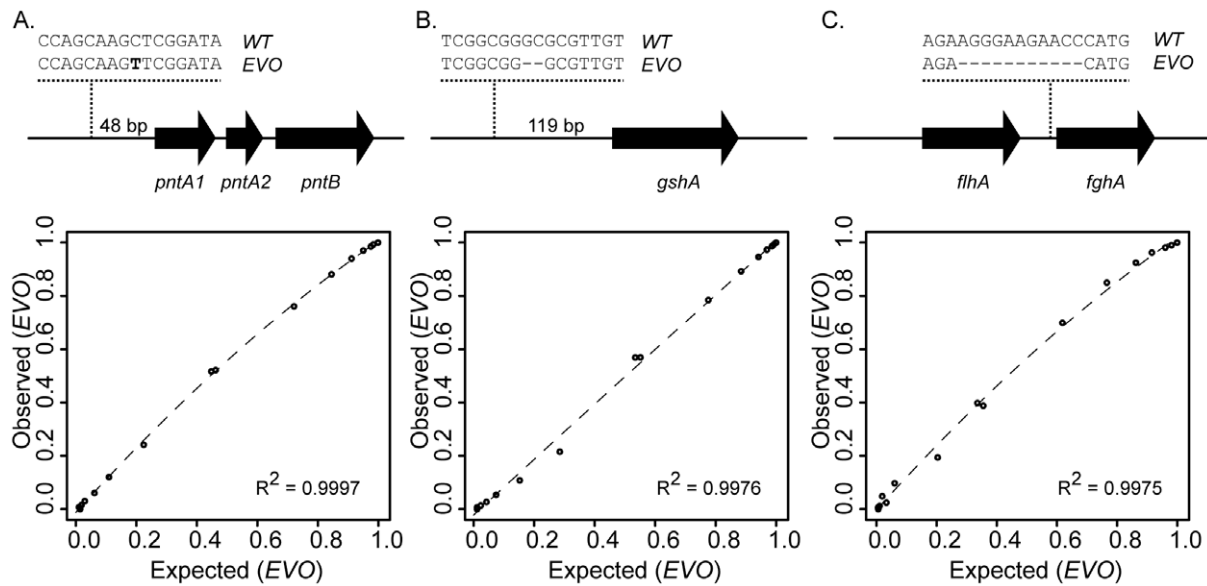 A.
CCAGCAAGCTCGGATA WT
CCAGCAAGTTCGGATA EVO
48 bp
pntA1 pntA2 pntB
Observed (EVO)
0.0 0.2 0.4 0.6 0.8 1.0
R² = 0.9997
0.0 0.2 0.4 0.6 0.8 1.0
Expected (EVO)
B.
TCGGCGGGCGCGTTGT WT
TCGGCGG--GCGTTGT EVO
119 bp
gshA
Observed (EVO)
0.0 0.2 0.4 0.6 0.8 1.0
R² = 0.9976
0.0 0.2 0.4 0.6 0.8 1.0
Expected (EVO)
C.
AGAAGGGAAGAACCCATG WT
AGA-----------CATG EVO
flhA fghA
Observed (EVO)
0.0 0.2 0.4 0.6 0.8 1.0
R² = 0.9975
0.0 0.2 0.4 0.6 0.8 1.0
Expected (EVO)